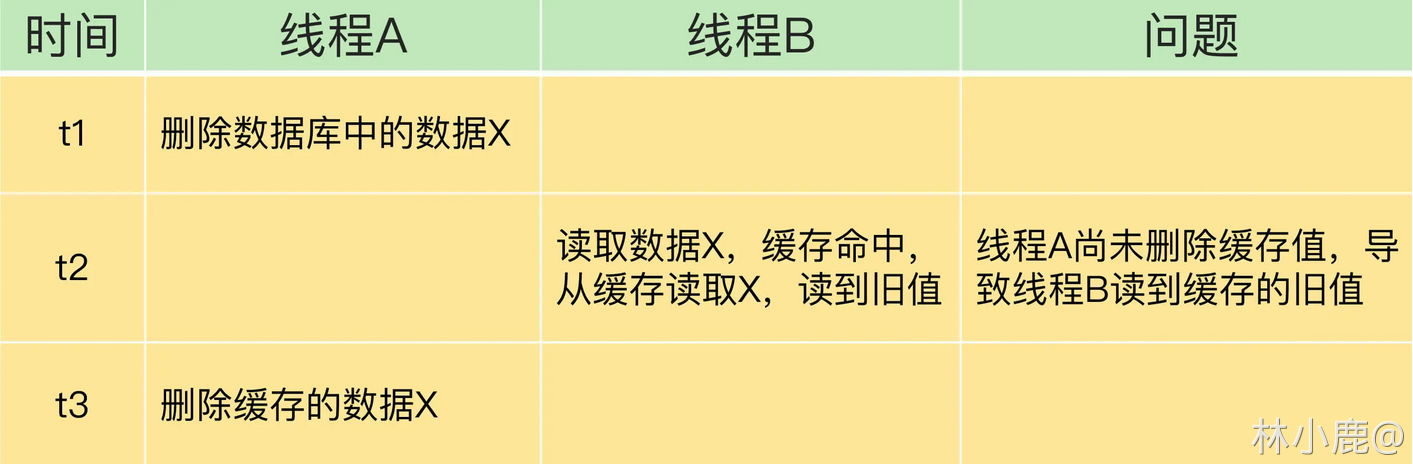 时间 线程A 线程B 问题
t1 删除数据库中的数据X
t2 读取数据X，缓存命中， 线程A尚未删除缓存值，导
从缓存读取X，读到旧值 致线程B读到缓存的旧值
t3 删除缓存的数据X
林小鹿@